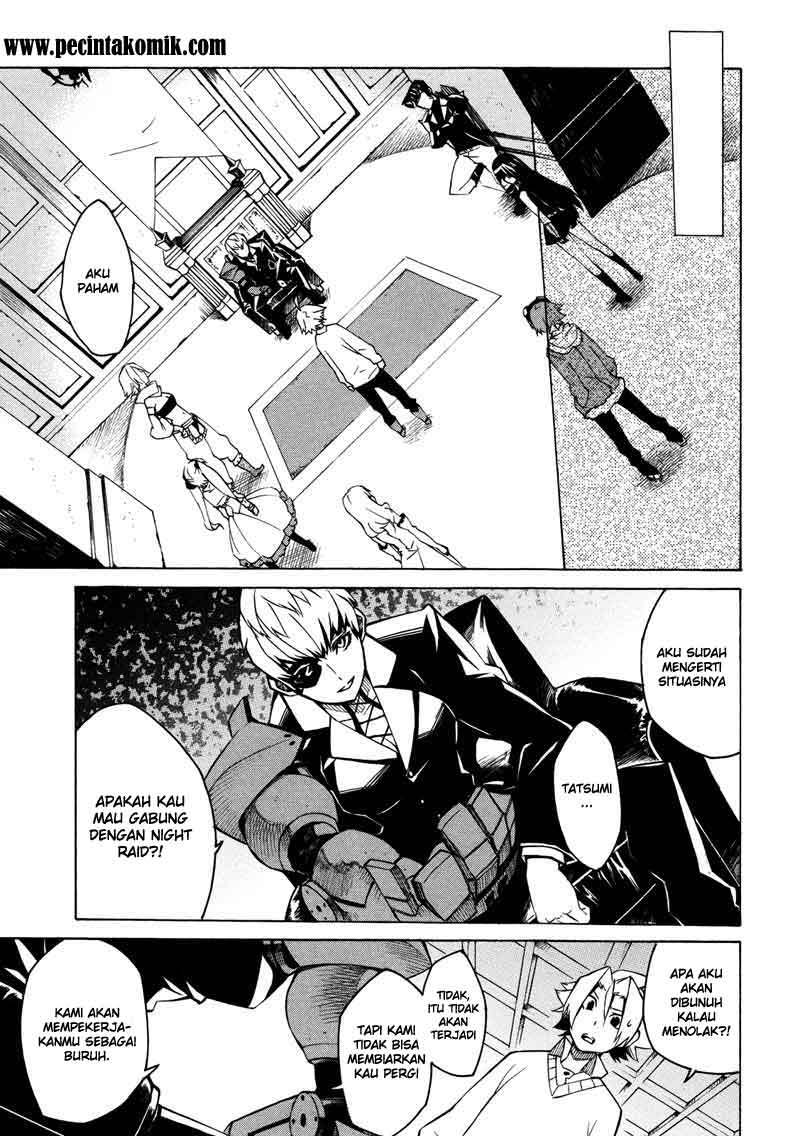 www.pecintakomik.com
AKU
PAHAM
AKU SUDAH
MENGERTI
SITUASINYA
TATSUMI
...
APAKAH KAU
MAU GABUNG
DENGAN NIGHT
RAID?!
APA AKU
AKAN
DIBUNUH
KALAU
MENOLAK?!
TIDAK,
ITU TIDAK
AKAN
TERJADI
TAPI KAMI
TIDAK BISA
MEMBIARKAN
KAU PERGI
KAMI AKAN
MEMPEKERJA-
KANMU SEBAGAI
BURUH.